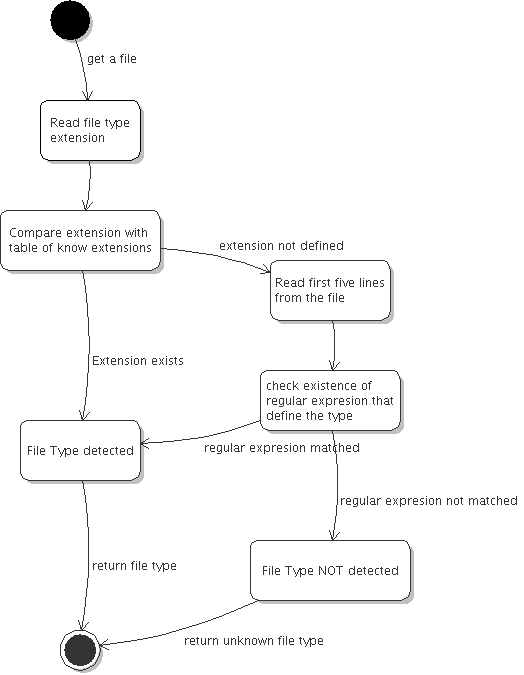 get a file
Read file type
extension
Compare extension with
table of know extensions
extension not defined
Read first five lines
from the file
Extension exists
check existence of
regular expresion that
define the type
File Type detected
regular expresion matched
regular expresion not matched
return file type
File Type NOT detected
return unknown file type